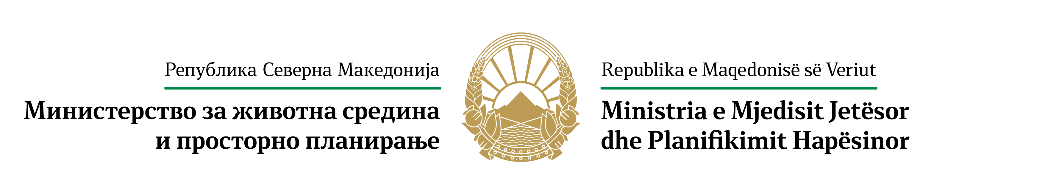 Република Северна Македонија
Министерство за животна средина
и просторно планирање
Republika e Maqedonisë së Veriut
Ministria e Mjedisit Jetësor
dhe Planifikimit Hapësinor